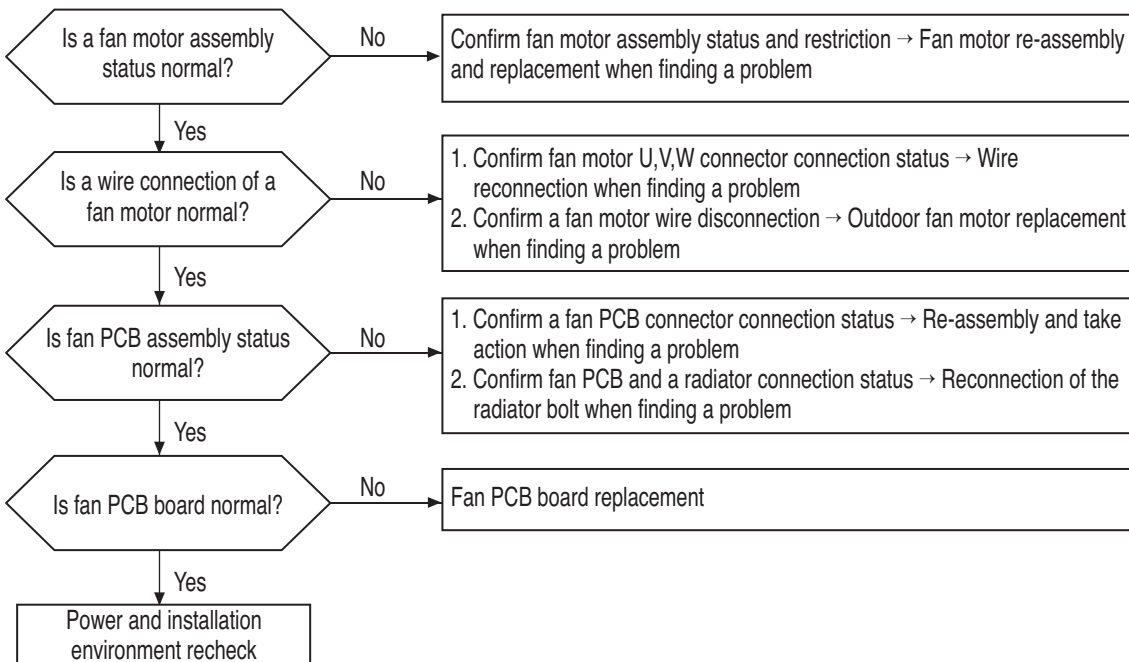 Is a fan motor assembly
status normal?
No
Confirm fan motor assembly status and restriction → Fan motor re-assembly
and replacement when finding a problem
Yes
Is a wire connection of a
fan motor normal?
No
1. Confirm fan motor U,V,W connector connection status → Wire
reconnection when finding a problem
2. Confirm a fan motor wire disconnection → Outdoor fan motor replacement
when finding a problem
Yes
Is fan PCB assembly status
normal?
No
1. Confirm a fan PCB connector connection status → Re-assembly and take
action when finding a problem
2. Confirm fan PCB and a radiator connection status → Reconnection of the
radiator bolt when finding a problem
Yes
Is fan PCB board normal?
No
Fan PCB board replacement
Yes
Power and installation
environment recheck